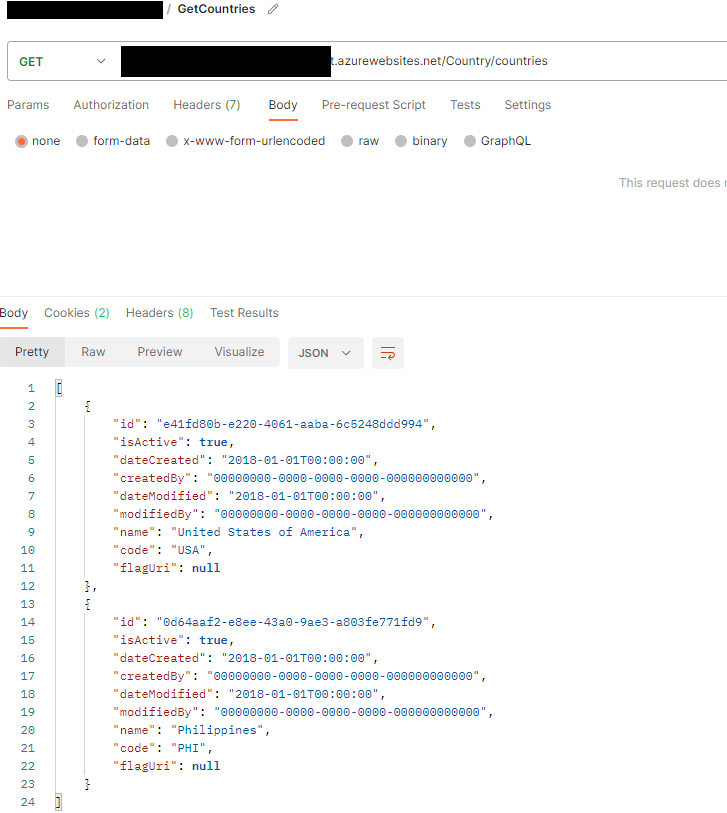 / GetCountries
GET t.azurewebsites.net/Country/countries
Params Authorization Headers (7) Body Pre-request Script Tests Settings
none form-data x-www-form-urlencoded raw binary GraphQL
This request does
Body Cookies (2) Headers (8) Test Results
Pretty Raw Preview Visualize JSON
1 [
2 {
3 "id": "e41fd80b-e220-4061-aaba-6c5248ddd994",
4 "isActive": true,
5 "dateCreated": "2018-01-01T00:00:00",
6 "createdBy": "00000000-0000-0000-0000-000000000000",
7 "dateModified": "2018-01-01T00:00:00",
8 "modifiedBy": "00000000-0000-0000-0000-000000000000",
9 "name": "United States of America",
10 "code": "USA",
11 "flagUri": null
12 },
13 {
14 "id": "0d64aaf2-e8ee-43a0-9ae3-a803fe771fd9",
15 "isActive": true,
16 "dateCreated": "2018-01-01T00:00:00",
17 "createdBy": "00000000-0000-0000-0000-000000000000",
18 "dateModified": "2018-01-01T00:00:00",
19 "modifiedBy": "00000000-0000-0000-0000-000000000000",
20 "name": "Philippines",
21 "code": "PHI",
22 "flagUri": null
23 }
24 ]